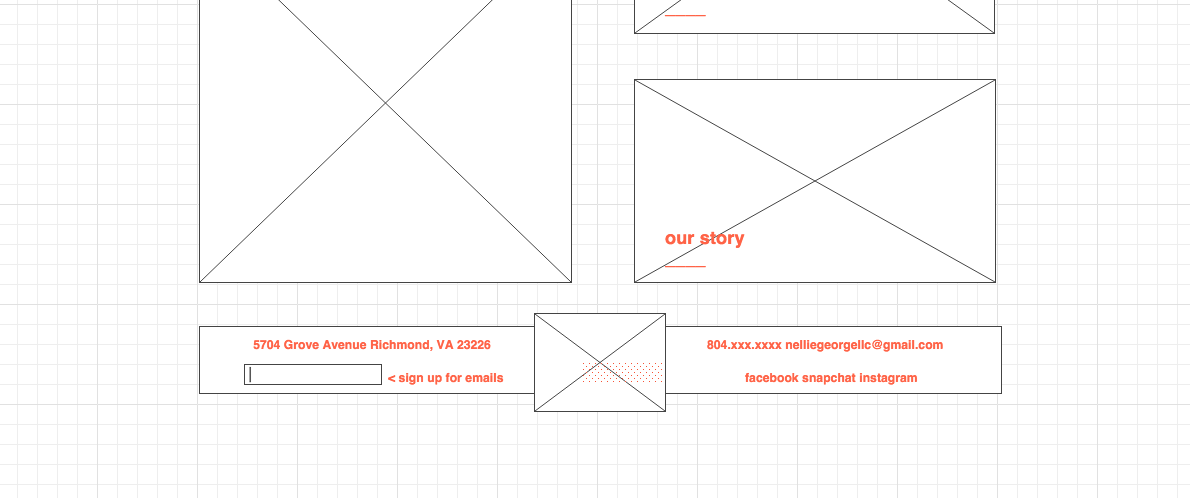 our story
5704 Grove Avenue Richmond, VA 23226
< sign up for emails
804.xxx.xxxx nelliegeorgellc@gmail.com
facebook snapchat instagram